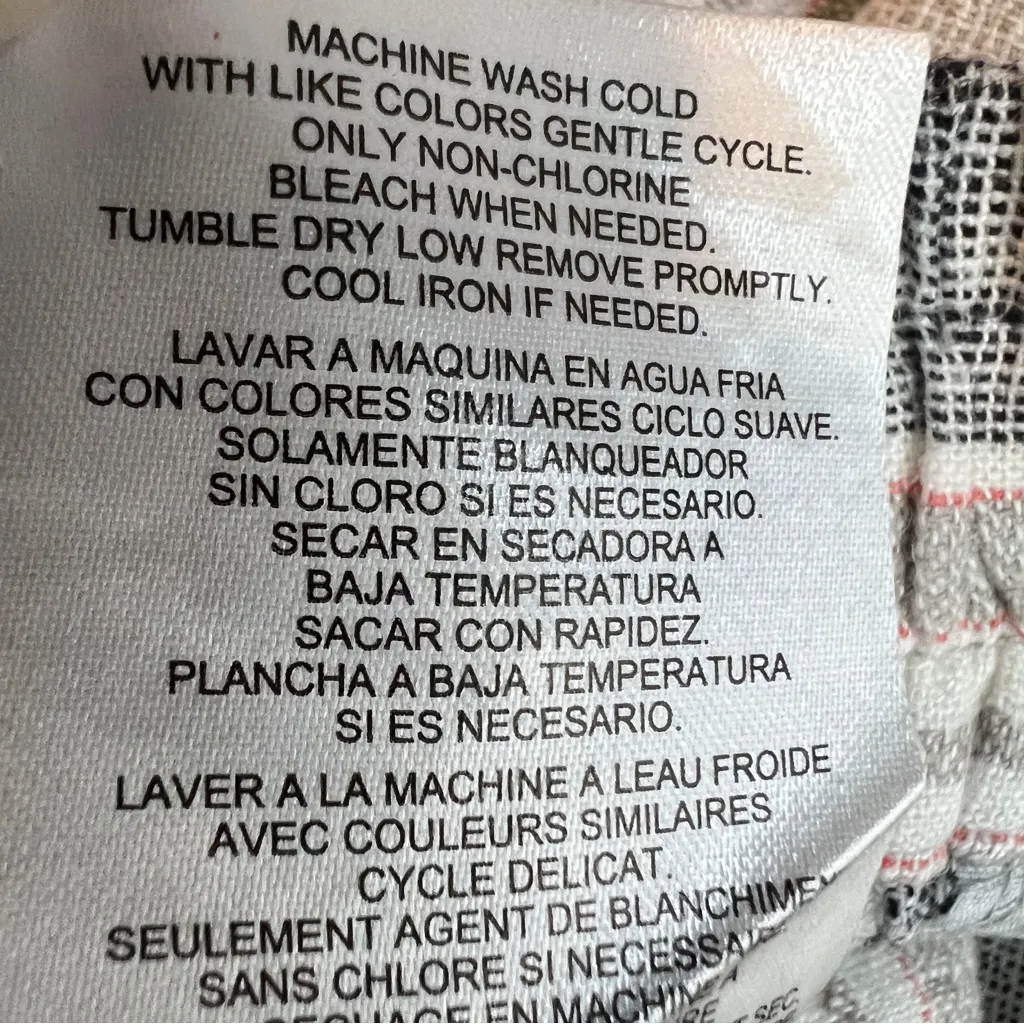 MACHINE WASH COLD
WITH LIKE COLORS GENTLE CYCLE.
ONLY NON-CHLORINE
BLEACH WHEN NEEDED.
TUMBLE DRY LOW REMOVE PROMPTLY.
COOL IRON IF NEEDED.
LAVAR A MAQUINA EN AGUA FRIA
CON COLORES SIMILARES CICLO SUAVE.
SOLAMENTE BLANQUEADOR
SIN CLORO SI ES NECESARIO.
SECAR EN SECADORA A
BAJA TEMPERATURA
SACAR CON RAPIDEZ.
PLANCHA A BAJA TEMPERATURA
SI ES NECESARIO.
LAVER A LA MACHINE A LEAU FROIDE
AVEC COULEURS SIMILAIRES
CYCLE DELICAT.
SEULEMENT AGENT DE
SANS CHLORE SI
EN